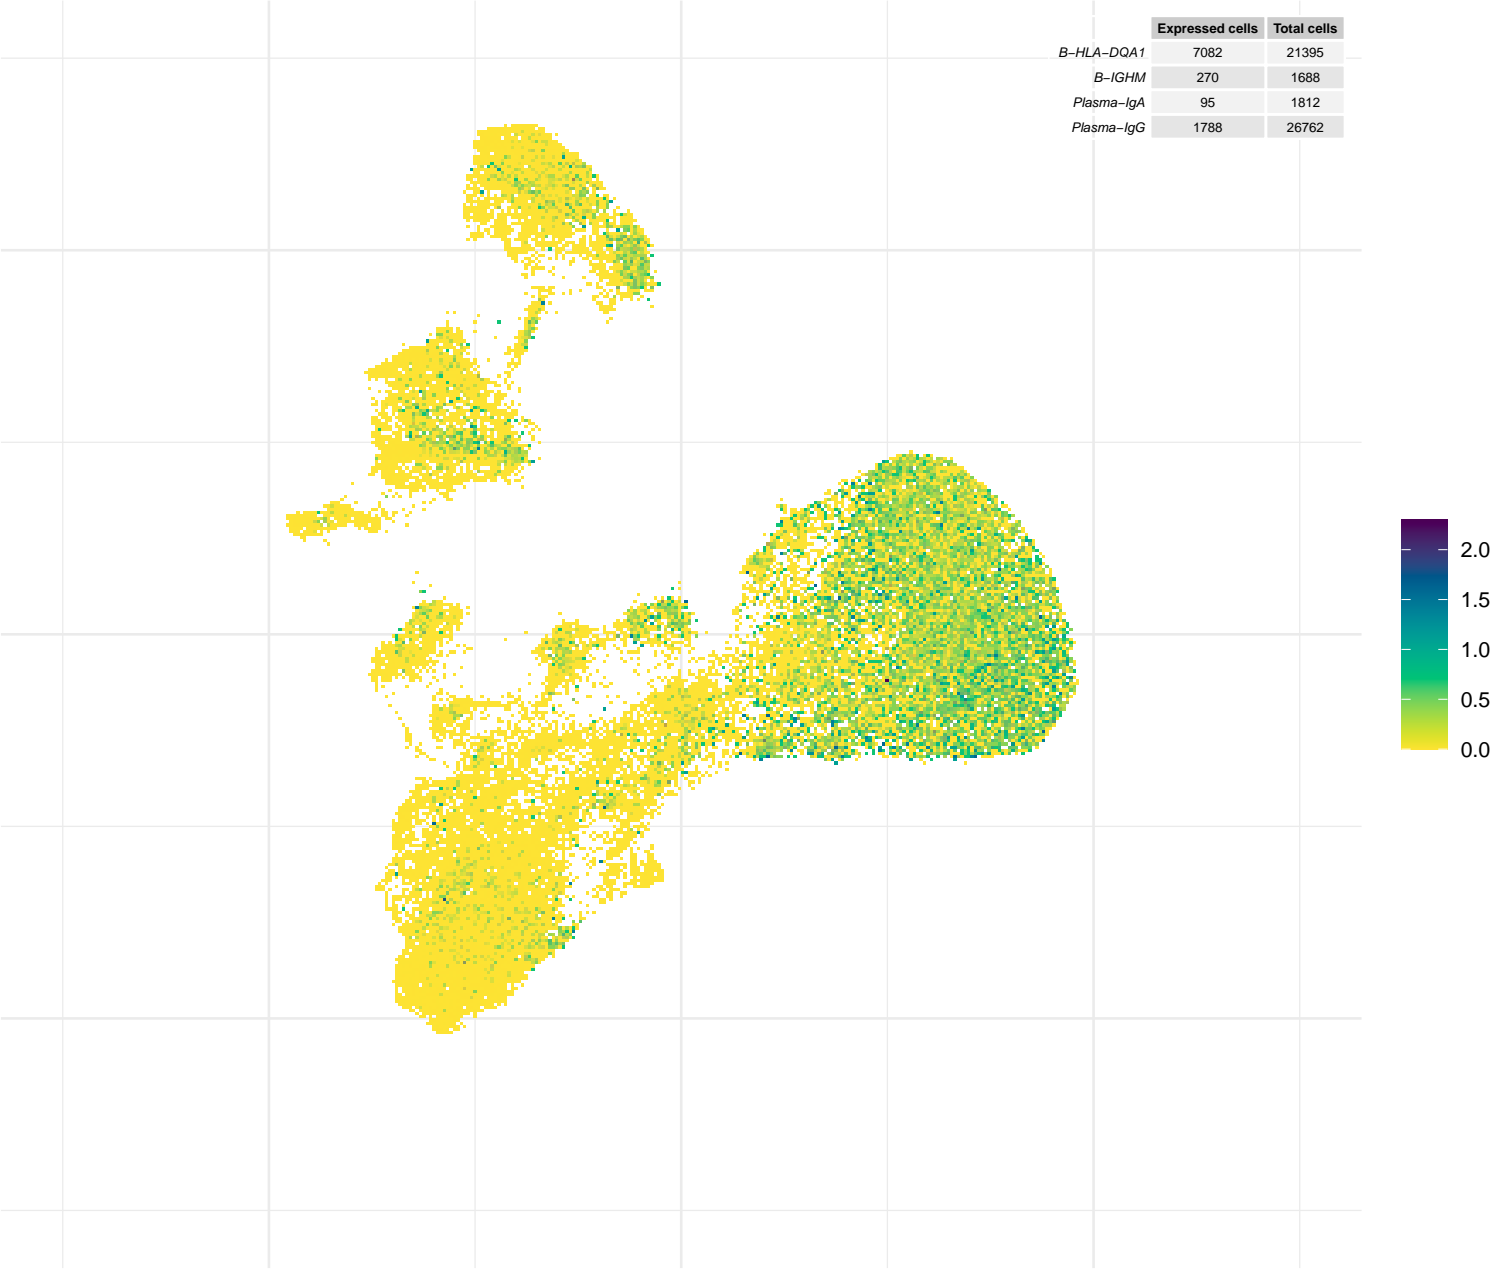 Expressed cells Total cells
B−HLA−DQA1 7082 21395
B−IGHM 270 1688
Plasma−IgA 95 1812
Plasma−IgG 1788 26762
2.0
1.5
1.0
0.5
0.0